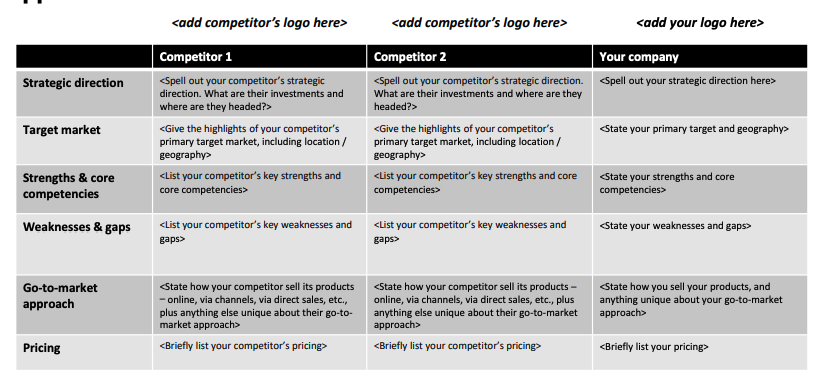 <add competitor's logo here> <add competitor's logo here> <add your logo here>
Competitor 1 Competitor 2 Your company
Strategic direction
<Spell out your competitor's strategic
direction. What are their investments and
where are they headed?>
<Spell out your competitor's strategic direction.
What are their investments and where are they
headed?>
<Spell out your strategic direction here>
Target market
<Give the highlights of your competitor's
primary target market, including location /
geography>
<Give the highlights of your competitor's
primary target market, including location /
geography>
<State your primary target and geography>
Strengths & core
competencies
<List your competitor's key strengths and
core competencies>
<List your competitor's key strengths and core
competencies>
<State your strengths and core
competencies>
Weaknesses & gaps
<List your competitor's key weaknesses and
gaps>
<List your competitor's key weaknesses and
gaps>
<State your weaknesses and gaps>
Go-to-market
approach
<State how your competitor sell its products
– online, via channels, via direct sales, etc.,
plus anything else unique about their go-to-
market approach>
<State how your competitor sell its products –
online, via channels, via direct sales, etc., plus
anything else unique about their go-to-market
approach>
<State how you sell your products, and
anything unique about your go-to-market
approach>
Pricing
<Briefly list your competitor's pricing>
<Briefly list your competitor's pricing>
<Briefly list your pricing>